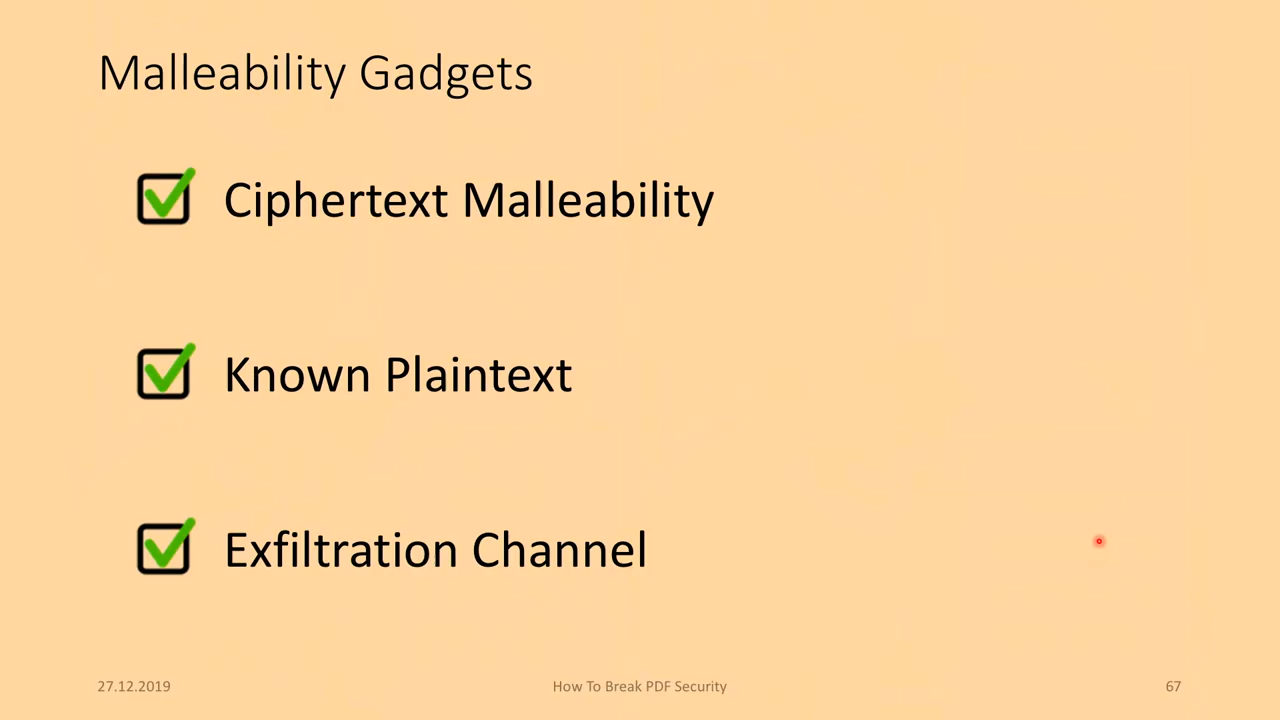 Malleability Gadgets
Ciphertext Malleability
Known Plaintext
Exfiltration Channel
27.12.2019
How To Break PDF Security
67